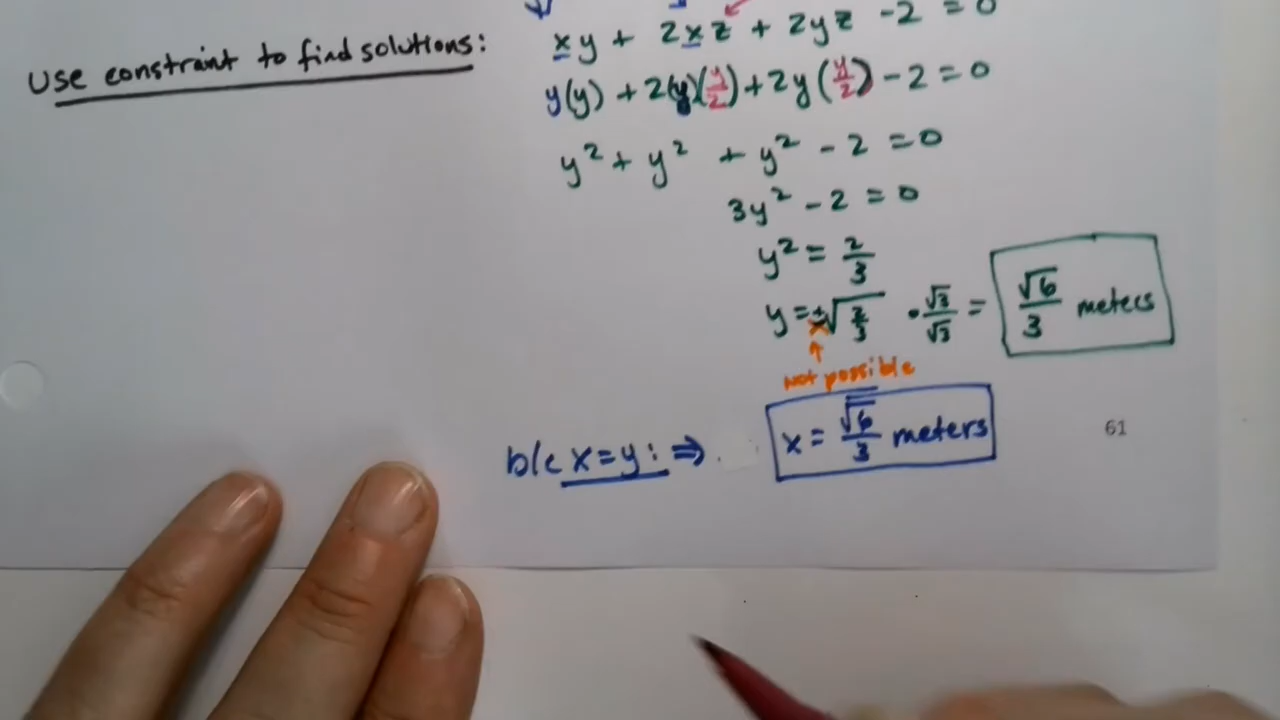 xy + 2xz + 2yz - 2 = 0
Use constraint to find solutions:
y(y) + 2(y)(y/2) + 2y(y/2) - 2 = 0
y² + y² + y² - 2 = 0
3y² - 2 = 0
y² = 2/3
y = ±√(2/3) · √3/√3 = √6/3 meters
x
↑
Not possible
b/c x=y: ⇒ x = √6/3 meters
61